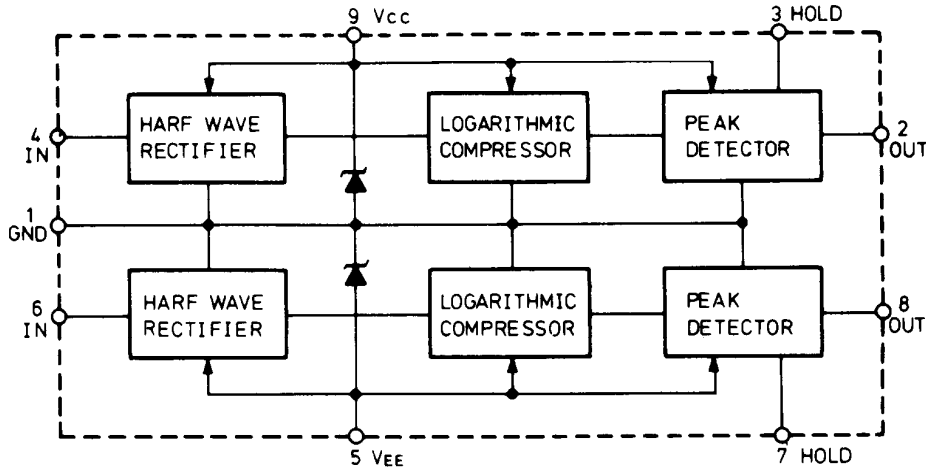 9 Vcc
3 HOLD
4
IN
HARF WAVE
RECTIFIER
LOGARITHMIC
COMPRESSOR
PEAK
DETECTOR
2
OUT
1
GND
6
IN
HARF WAVE
RECTIFIER
LOGARITHMIC
COMPRESSOR
PEAK
DETECTOR
8
OUT
5 VEE
7 HOLD